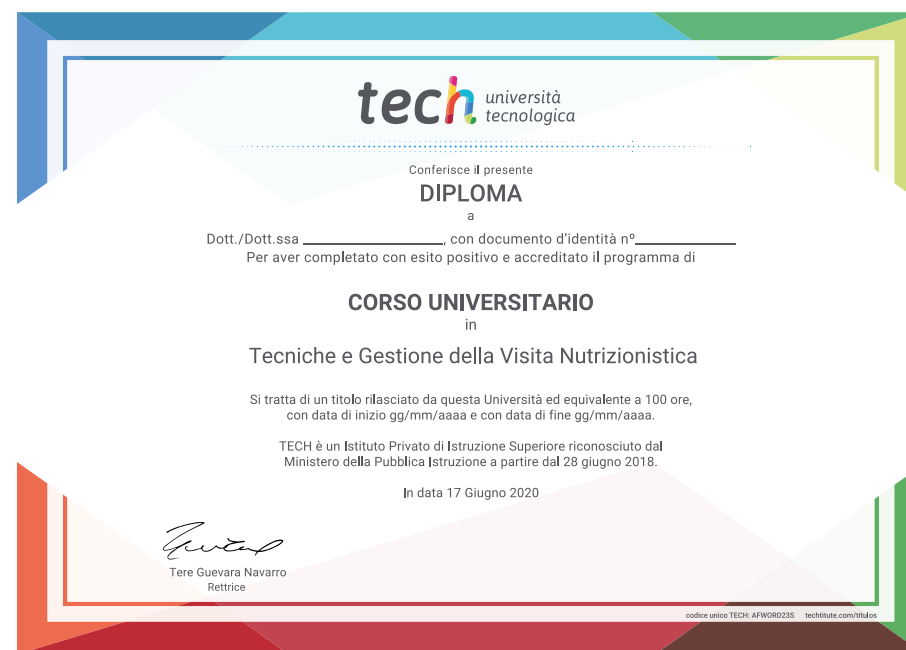 tech università
tecnologica
Conferisce il presente
DIPLOMA
a
Dott./Dott.ssa ____________________, con documento d'identità nº______________
Per aver completato con esito positivo e accreditato il programma di
CORSO UNIVERSITARIO
in
Tecniche e Gestione della Visita Nutrizionistica
Si tratta di un titolo rilasciato da questa Università ed equivalente a 100 ore,
con data di inizio gg/mm/aaaa e con data di fine gg/mm/aaaa.
TECH è un Istituto Privato di Istruzione Superiore riconosciuto dal
Ministero della Pubblica Istruzione a partire dal 28 giugno 2018.
In data 17 Giugno 2020
Tere Guevara Navarro
Rettrice
codice unico TECH: AFWORD23S techtitute.com/titulos